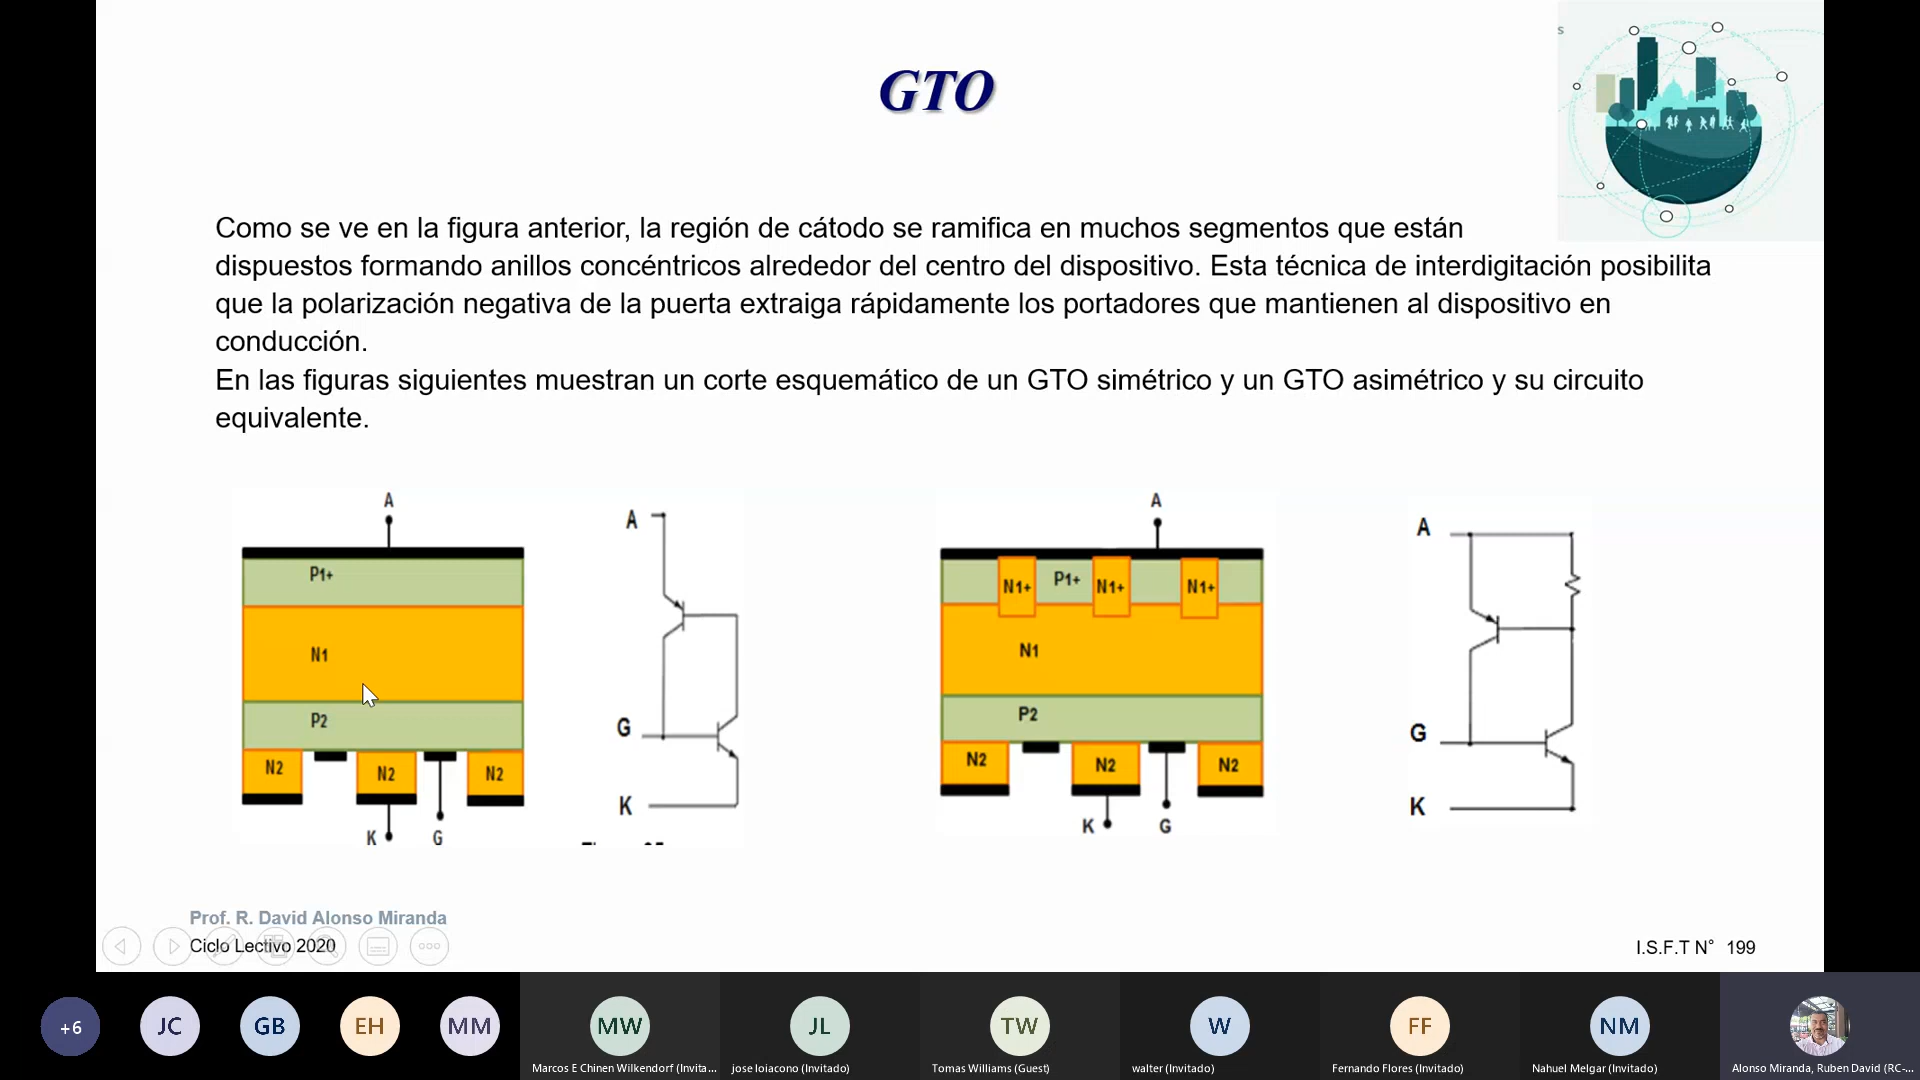 s
GTO
Como se ve en la figura anterior, la región de cátodo se ramifica en muchos segmentos que están
dispuestos formando anillos concéntricos alrededor del centro del dispositivo. Esta técnica de interdigitación posibilita
que la polarización negativa de la puerta extraiga rápidamente los portadores que mantienen al dispositivo en
conducción.
En las figuras siguientes muestran un corte esquemático de un GTO simétrico y un GTO asimétrico y su circuito
equivalente.
A
P1+
N1
P2
N2
N2
N2
K
G
A
G
K
A
N1+
P1+
N1+
N1+
N1
P2
N2
N2
N2
K
G
A
G
K
Prof. R. David Alonso Miranda
Ciclo Lectivo 2020
I.S.F.T N° 199
+6
JC
GB
EH
MM
MW
JL
TW
W
FF
NM
Marcos E Chinen Wilkendorf (Invita...
jose loiacono (Invitado)
Tomas Williams (Guest)
walter (Invitado)
Fernando Flores (Invitado)
Nahuel Melgar (Invitado)
Alonso Miranda, Ruben David (RC-...